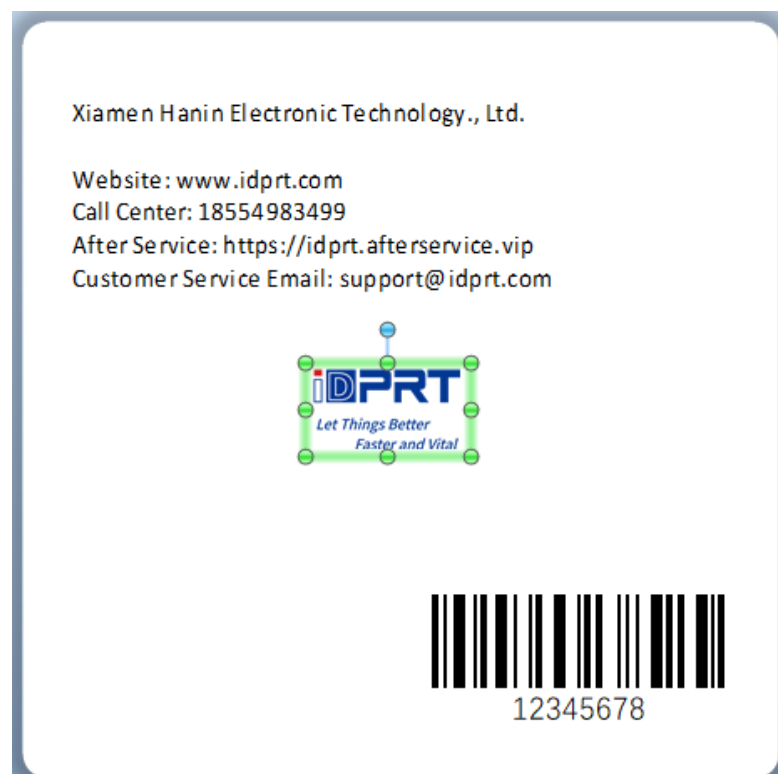 Xiamen Hanin Electronic Technology., Ltd.
Website: www.idprt.com
Call Center: 18554983499
After Service: https://idprt.afterservice.vip
Customer Service Email: support@idprt.com
iDPRT
Let Things Better
Faster and Vital
12345678